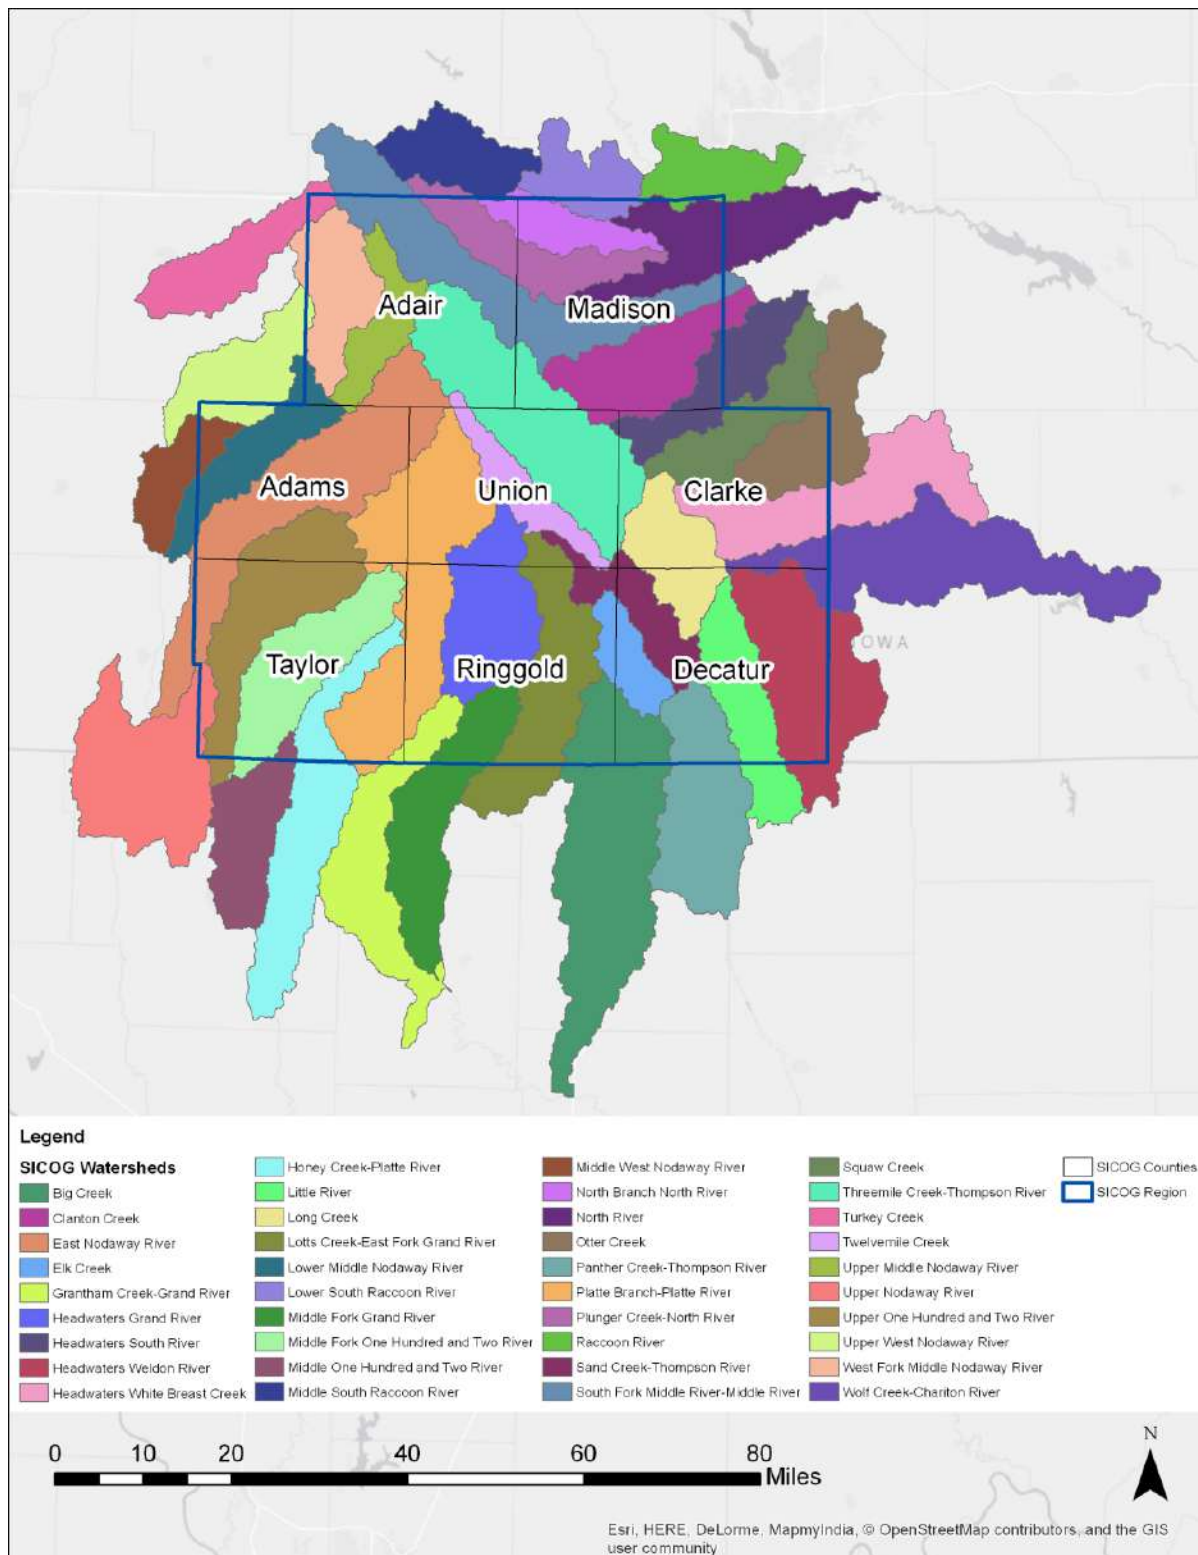 Adair
Madison
Adams
Union
Clarke
IOWA
Taylor
Ringgold
Decatur
Legend
SICOG Watersheds
Big Creek
Clanton Creek
East Nodaway River
Elk Creek
Grantham Creek-Grand River
Headwaters Grand River
Headwaters South River
Headwaters Weldon River
Headwaters White Breast Creek
Honey Creek-Platte River
Little River
Long Creek
Lotts Creek-East Fork Grand River
Lower Middle Nodaway River
Lower South Raccoon River
Middle Fork Grand River
Middle Fork One Hundred and Two River
Middle One Hundred and Two River
Middle South Raccoon River
Middle West Nodaway River
North Branch North River
North River
Otter Creek
Panther Creek-Thompson River
Platte Branch-Platte River
Plunger Creek-North River
Raccoon River
Sand Creek-Thompson River
South Fork Middle River-Middle River
Squaw Creek
Threemile Creek-Thompson River
Turkey Creek
Twelvemile Creek
Upper Middle Nodaway River
Upper Nodaway River
Upper One Hundred and Two River
Upper West Nodaway River
West Fork Middle Nodaway River
Wolf Creek-Chariton River
SICOG Counties
SICOG Region
0 10 20 40 60 80
Miles
N
Esri, HERE, DeLorme, MapmyIndia, © OpenStreetMap contributors, and the GIS
user community